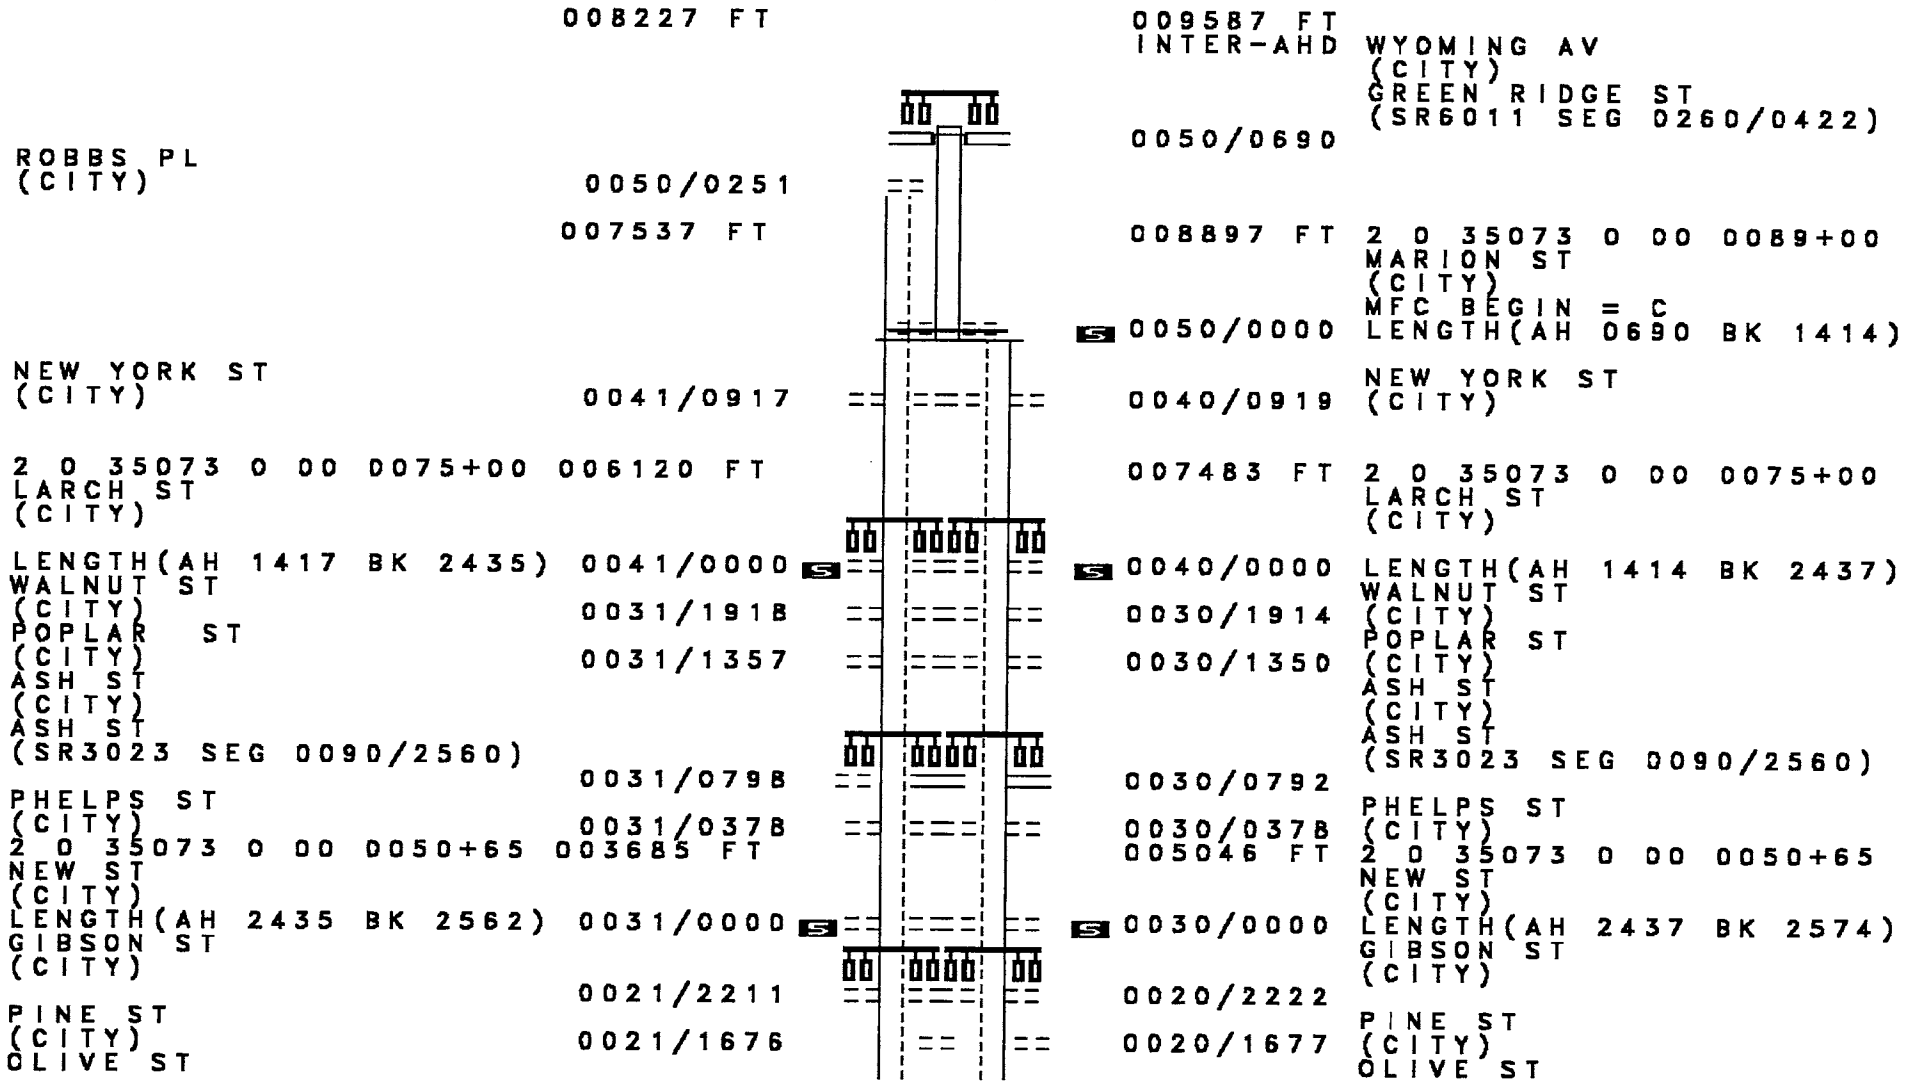 008227 FT 009587 FT
INTER-AHD WYOMING AV
(CITY)
GREEN RIDGE ST
(SR6011 SEG 0260/0422)
0050/0690
ROBBS PL
(CITY) 0050/0251
007537 FT 008897 FT 2 0 35073 0 00 0089+00
MARION ST
(CITY)
MFC BEGIN = C
S 0050/0000 LENGTH(AH 0690 BK 1414)
NEW YORK ST NEW YORK ST
(CITY) 0041/0917 0040/0919 (CITY)
2 0 35073 0 00 0075+00 006120 FT 007483 FT 2 0 35073 0 00 0075+00
LARCH ST LARCH ST
(CITY) (CITY)
LENGTH(AH 1417 BK 2435) 0041/0000 S S 0040/0000 LENGTH(AH 1414 BK 2437)
WALNUT ST WALNUT ST
(CITY) 0031/1918 0030/1914 (CITY)
POPLAR ST POPLAR ST
(CITY) 0031/1357 0030/1350 (CITY)
ASH ST ASH ST
(CITY) (CITY)
ASH ST ASH ST
(SR3023 SEG 0090/2560) (SR3023 SEG 0090/2560)
0031/0798 0030/0792
PHELPS ST PHELPS ST
(CITY) 0031/0378 0030/0378 (CITY)
2 0 35073 0 00 0050+65 003685 FT 005046 FT 2 0 35073 0 00 0050+65
NEW ST NEW ST
(CITY) (CITY)
LENGTH(AH 2435 BK 2562) 0031/0000 S S 0030/0000 LENGTH(AH 2437 BK 2574)
GIBSON ST GIBSON ST
(CITY) (CITY)
0021/2211 0020/2222
PINE ST PINE ST
(CITY) 0021/1676 0020/1677 (CITY)
OLIVE ST OLIVE ST